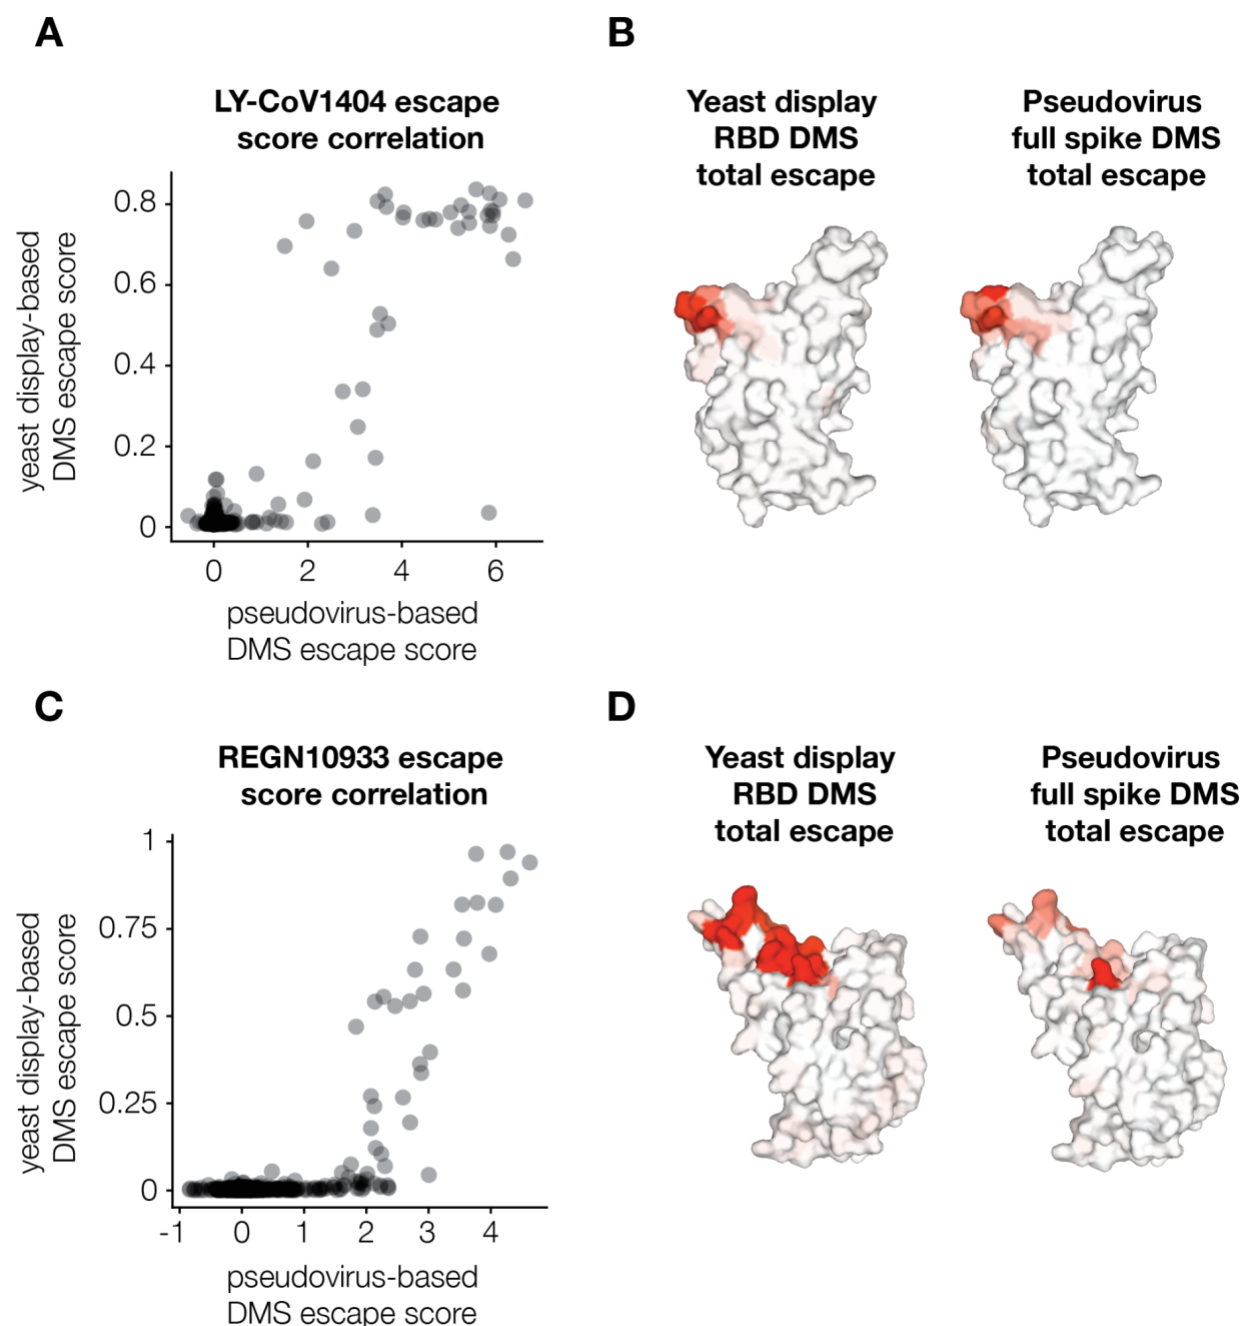 A
B
LY-CoV1404 escape
score correlation
Yeast display
RBD DMS
total escape
Pseudovirus
full spike DMS
total escape
yeast display-based
DMS escape score
0.8
0.6
0.4
0.2
0
0 2 4 6
pseudovirus-based
DMS escape score
C
D
REGN10933 escape
score correlation
Yeast display
RBD DMS
total escape
Pseudovirus
full spike DMS
total escape
yeast display-based
DMS escape score
1
0.75
0.5
0.25
0
-1 0 1 2 3 4
pseudovirus-based
DMS escape score